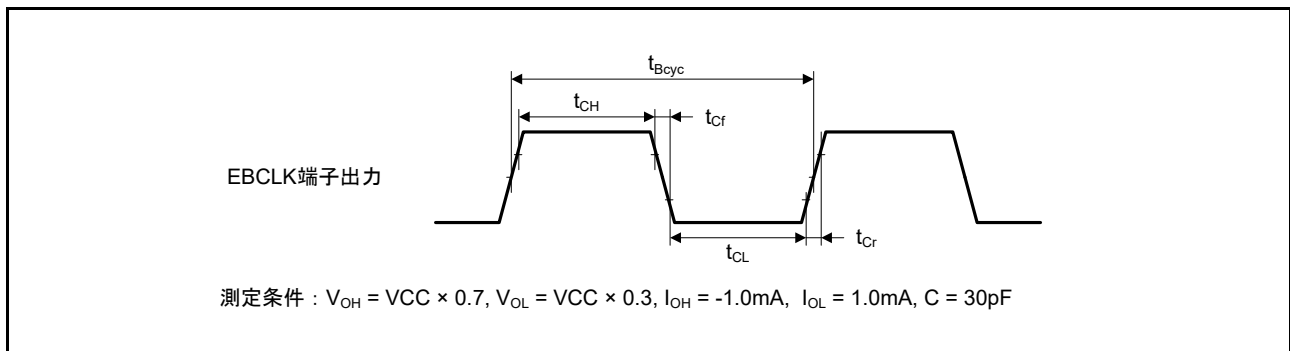 tBcyc
tCH
tCf
EBCLK端子出力
tCL
tCr
測定条件：VOH = VCC × 0.7, VOL = VCC × 0.3, IOH = -1.0mA, IOL = 1.0mA, C = 30pF